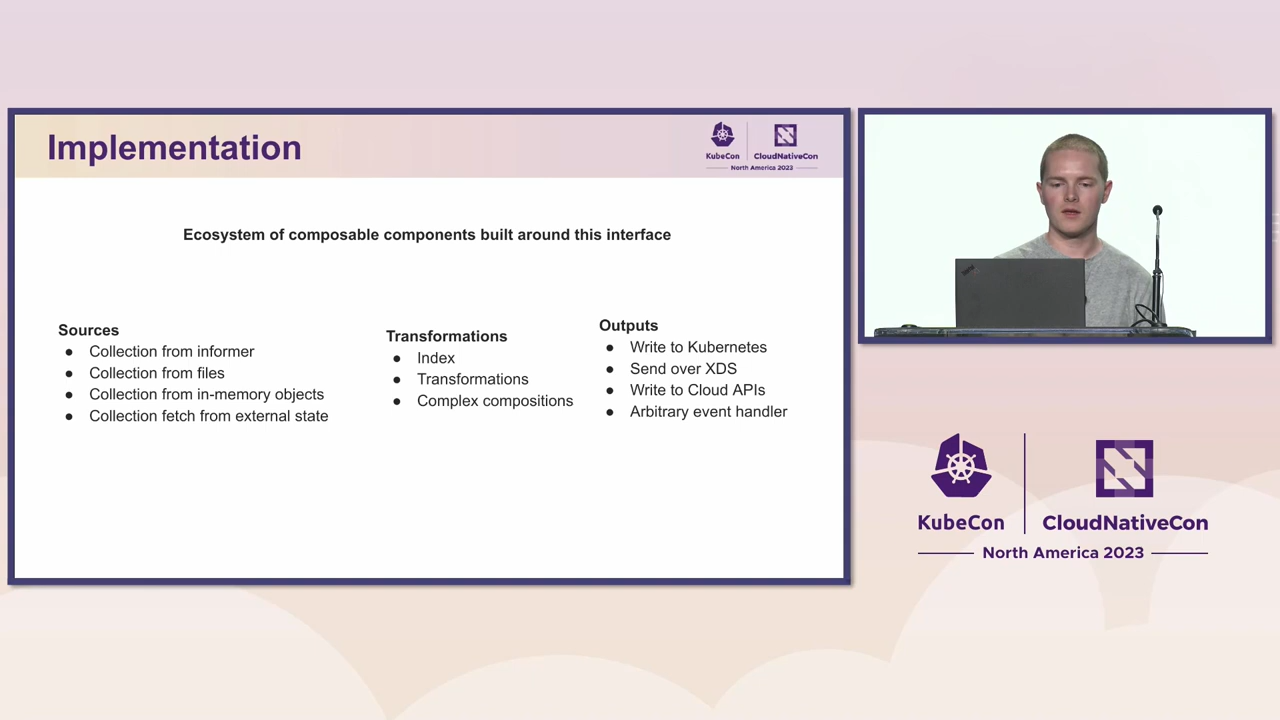 Implementation
KubeCon
CloudNativeCon
North America 2023
Ecosystem of composable components built around this interface
Sources
● Collection from informer
● Collection from files
● Collection from in-memory objects
● Collection fetch from external state
Transformations
● Index
● Transformations
● Complex compositions
Outputs
● Write to Kubernetes
● Send over XDS
● Write to Cloud APIs
● Arbitrary event handler
KubeCon
CloudNativeCon
North America 2023